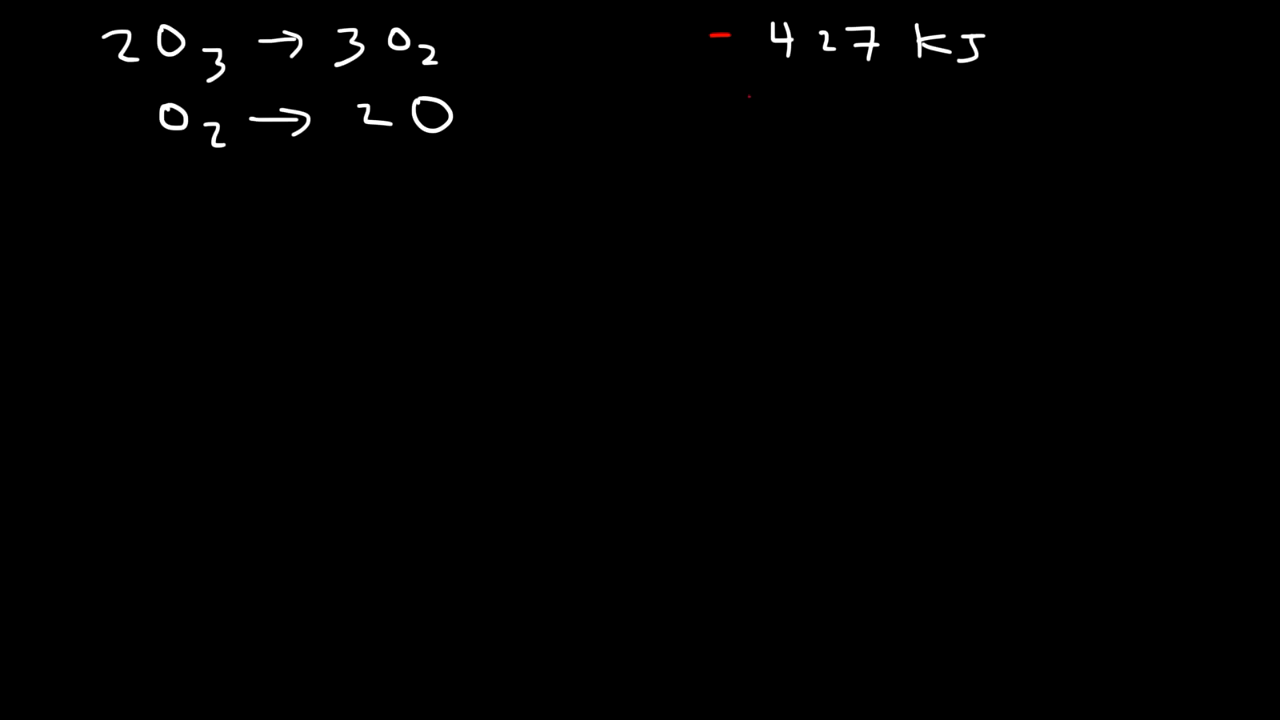 2O₃ → 3O₂ - 427 KJ
O₂ → 2O